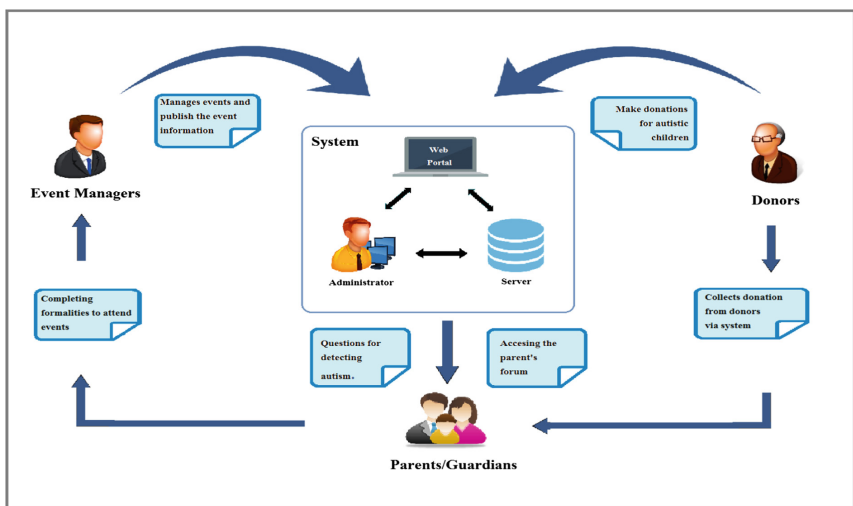 Manages events and
publish the event
information
Make donations
for autistic
children
System
Web
Portal
Event Managers
Donors
Administrator
Server
Completing
formalities to attend
events
Collects donation
from donors
via system
Questions for
detecting
autism.
Accesing the
parent's
forum
Parents/Guardians